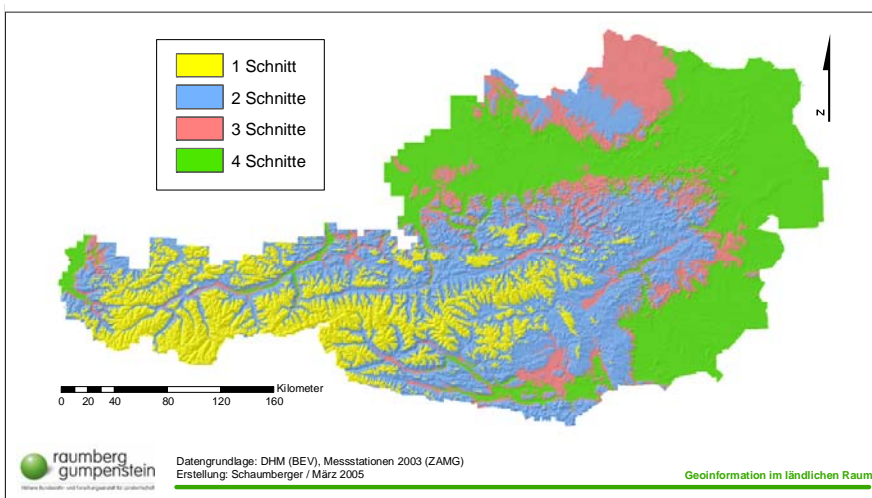 1 Schnitt
2 Schnitte
3 Schnitte
4 Schnitte
N
Kilometer
0 10 20 40 80 120 160
raumberg
gumpenstein
Datengrundlage: DHM (BEV), Messstationen 2003 (ZAMG)
Erstellung: Schaumberger / März 2005
Geoinformation im ländlichen Raum